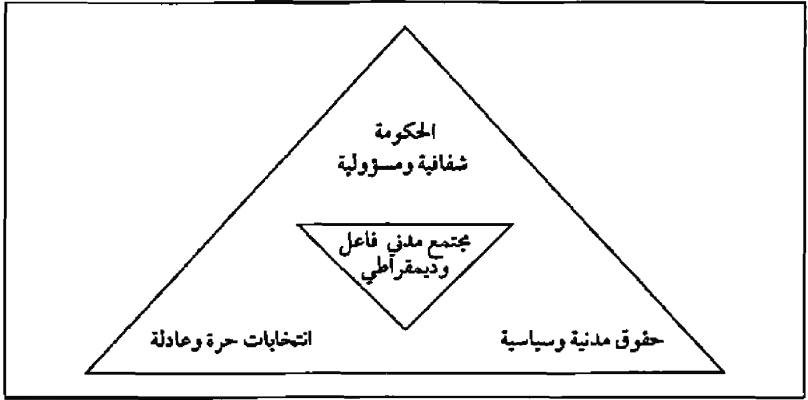 الحكومة
شفافية ومسؤولية
مجتمع مدني فاعل
وديمقراطي
حقوق مدنية وسياسية
انتخابات حرة وعادلة